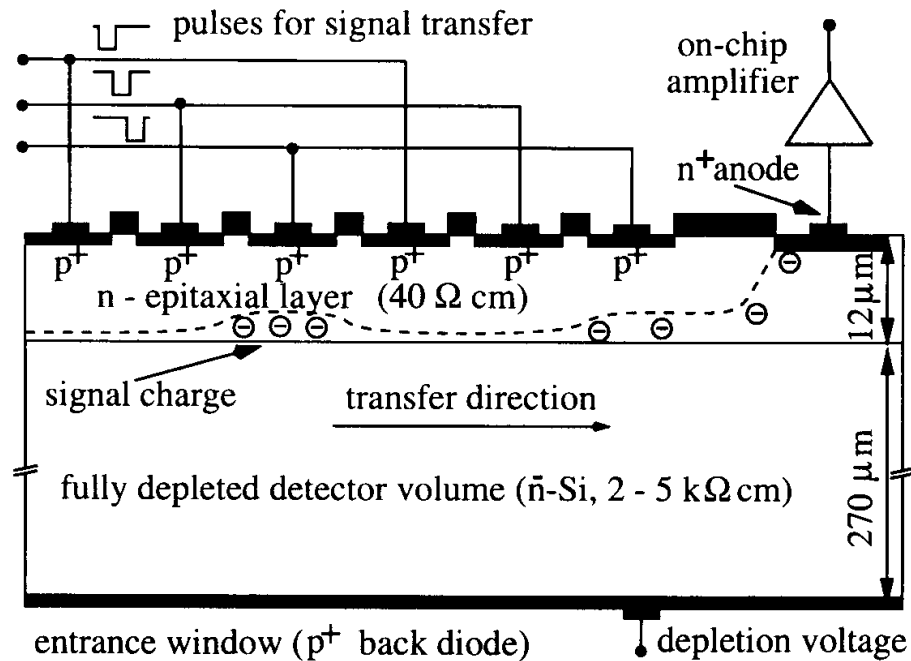 pulses for signal transfer
on-chip
amplifier
n⁺anode
p⁺ p⁺ p⁺ p⁺ p⁺ p⁺
n - epitaxial layer (40 Ω cm)
12 μm
signal charge
transfer direction
fully depleted detector volume (n̄-Si, 2 - 5 kΩ cm)
270 μm
entrance window (p⁺ back diode)
depletion voltage